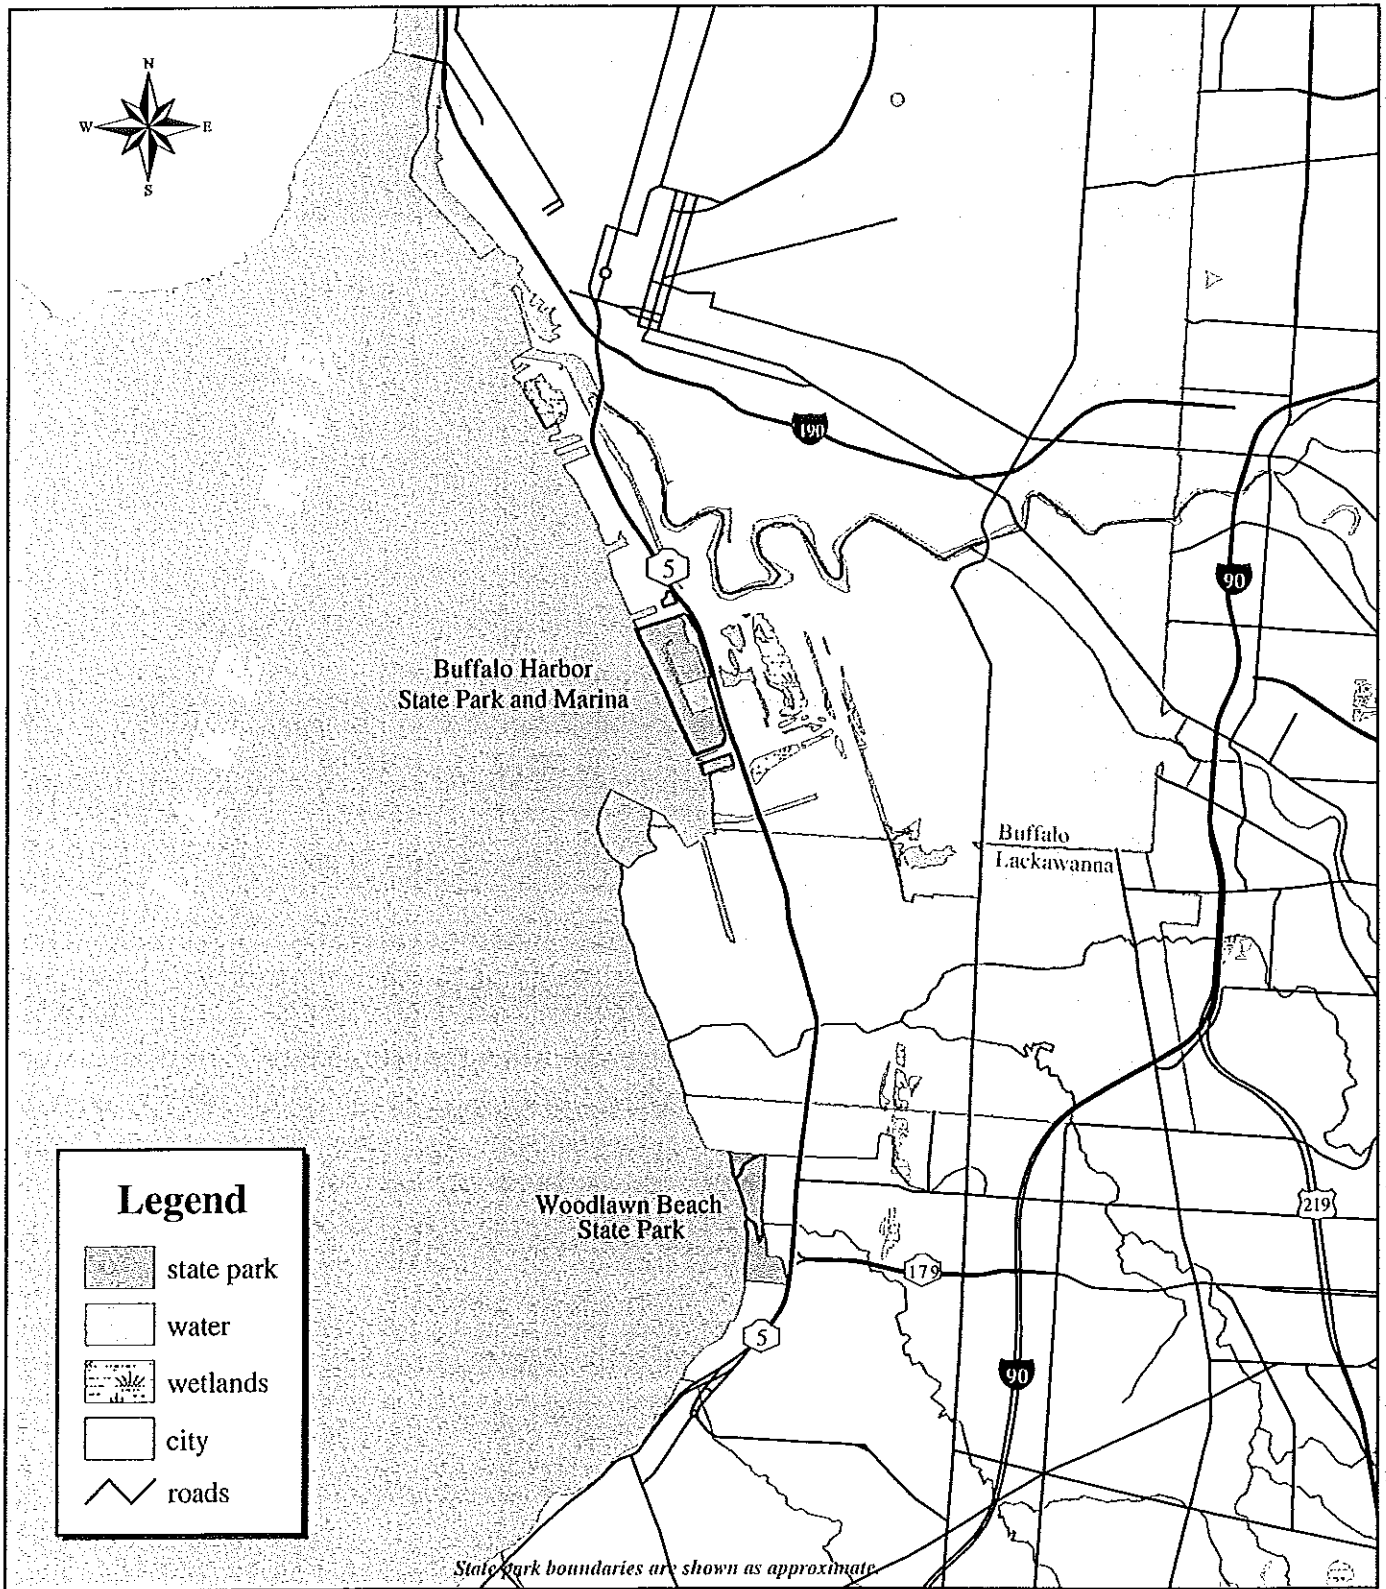 N
W E
S
190
5
90
Buffalo Harbor
State Park and Marina
Buffalo
Lackawanna
Woodlawn Beach
State Park
219
179
5
90
Legend
state park
water
wetlands
city
roads
State park boundaries are shown as approximate.